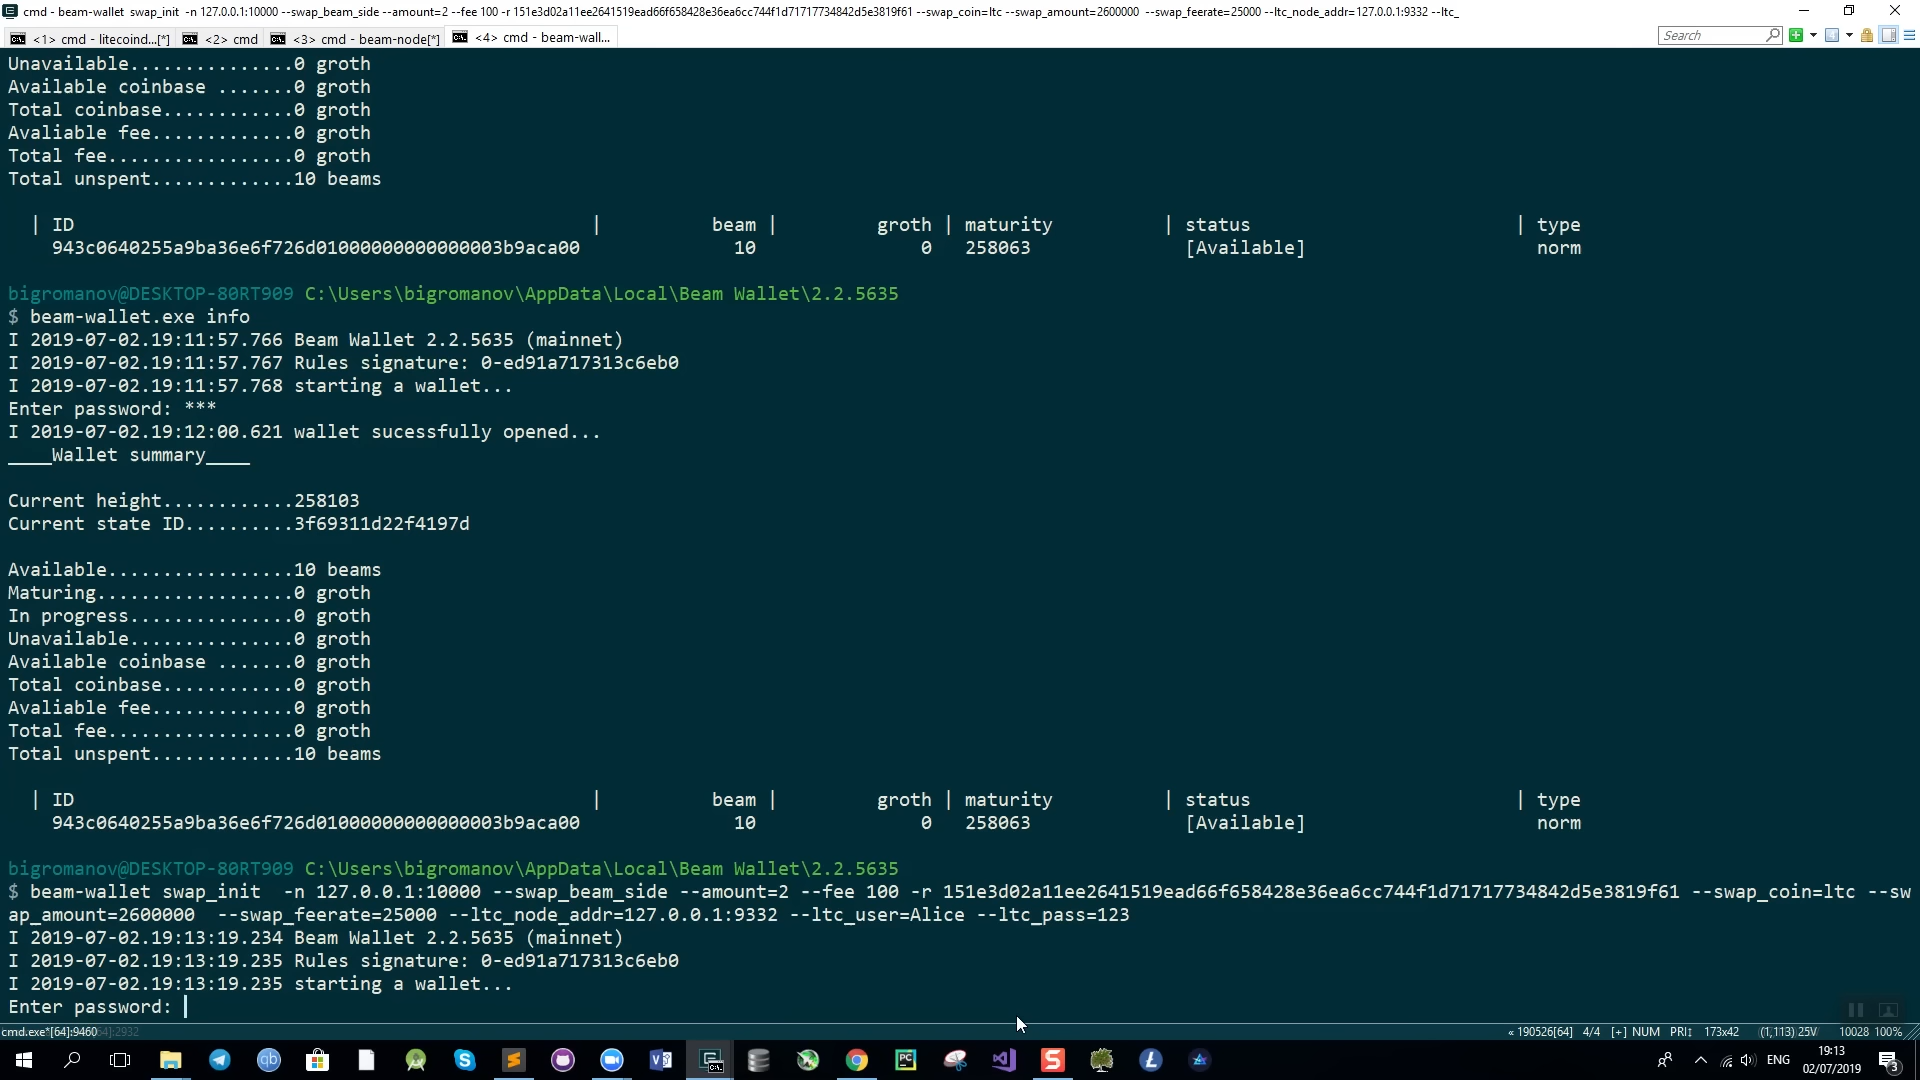 cmd - beam-wallet  swap_init  -n 127.0.0.1:10000 --swap_beam_side --amount=2 --fee 100 -r 151e3d02a11ee2641519ead66f658428e36ea6cc744f1d71717734842d5e3819f61 --swap_coin=ltc --swap_amount=2600000  --swap_feerate=25000 --ltc_node_addr=127.0.0.1:9332 --ltc_
<1> cmd - litecoind...[*] <2> cmd <3> cmd - beam-node[*] <4> cmd - beam-wall... Search
Unavailable...............0 groth
Available coinbase .......0 groth
Total coinbase............0 groth
Avaliable fee.............0 groth
Total fee.................0 groth
Total unspent.............10 beams
| ID | beam | groth | maturity | status | type
943c0640255a9ba36e6f726d01000000000000003b9aca00 10 0 258063 [Available] norm
bigromanov@DESKTOP-80RT909 C:\Users\bigromanov\AppData\Local\Beam Wallet\2.2.5635
$ beam-wallet.exe info
I 2019-07-02.19:11:57.766 Beam Wallet 2.2.5635 (mainnet)
I 2019-07-02.19:11:57.767 Rules signature: 0-ed91a717313c6eb0
I 2019-07-02.19:11:57.768 starting a wallet...
Enter password: ***
I 2019-07-02.19:12:00.621 wallet sucessfully opened...
____Wallet summary____
Current height............258103
Current state ID..........3f69311d22f4197d
Available.................10 beams
Maturing..................0 groth
In progress...............0 groth
Unavailable...............0 groth
Available coinbase .......0 groth
Total coinbase............0 groth
Avaliable fee.............0 groth
Total fee.................0 groth
Total unspent.............10 beams
| ID | beam | groth | maturity | status | type
943c0640255a9ba36e6f726d01000000000000003b9aca00 10 0 258063 [Available] norm
bigromanov@DESKTOP-80RT909 C:\Users\bigromanov\AppData\Local\Beam Wallet\2.2.5635
$ beam-wallet swap_init  -n 127.0.0.1:10000 --swap_beam_side --amount=2 --fee 100 -r 151e3d02a11ee2641519ead66f658428e36ea6cc744f1d71717734842d5e3819f61 --swap_coin=ltc --sw
ap_amount=2600000  --swap_feerate=25000 --ltc_node_addr=127.0.0.1:9332 --ltc_user=Alice --ltc_pass=123
I 2019-07-02.19:13:19.234 Beam Wallet 2.2.5635 (mainnet)
I 2019-07-02.19:13:19.235 Rules signature: 0-ed91a717313c6eb0
I 2019-07-02.19:13:19.235 starting a wallet...
Enter password:
cmd.exe*[64]:9460 « 190526[64] 4/4 [+] NUM PRI↕ 173x42 (1,113) 25V 10028 100%
ENG 19:13
02/07/2019 3